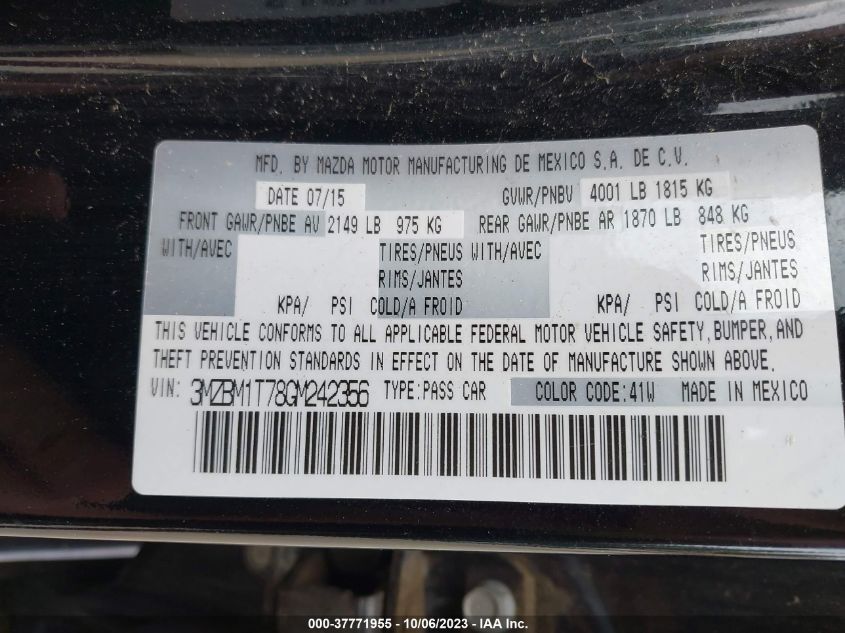 MFD. BY MAZDA MOTOR MANUFACTURING DE MEXICO S.A. DE C.V.
DATE 07/15 GVWR/PNBV 4001 LB 1815 KG
FRONT GAWR/PNBE AV 2149 LB 975 KG REAR GAWR/PNBE AR 1870 LB 848 KG
WITH/AVEC TIRES/PNEUS WITH/AVEC TIRES/PNEUS
RIMS/JANTES RIMS/JANTES
KPA/ PSI COLD/A FROID KPA/ PSI COLD/A FROID
THIS VEHICLE CONFORMS TO ALL APPLICABLE FEDERAL MOTOR VEHICLE SAFETY, BUMPER, AND
THEFT PREVENTION STANDARDS IN EFFECT ON THE DATE OF MANUFACTURE SHOWN ABOVE.
VIN: 3MZBM1T78GM242356 TYPE:PASS CAR COLOR CODE:41W MADE IN MEXICO
A
000-37771955 - 10/06/2023 - IAA Inc.